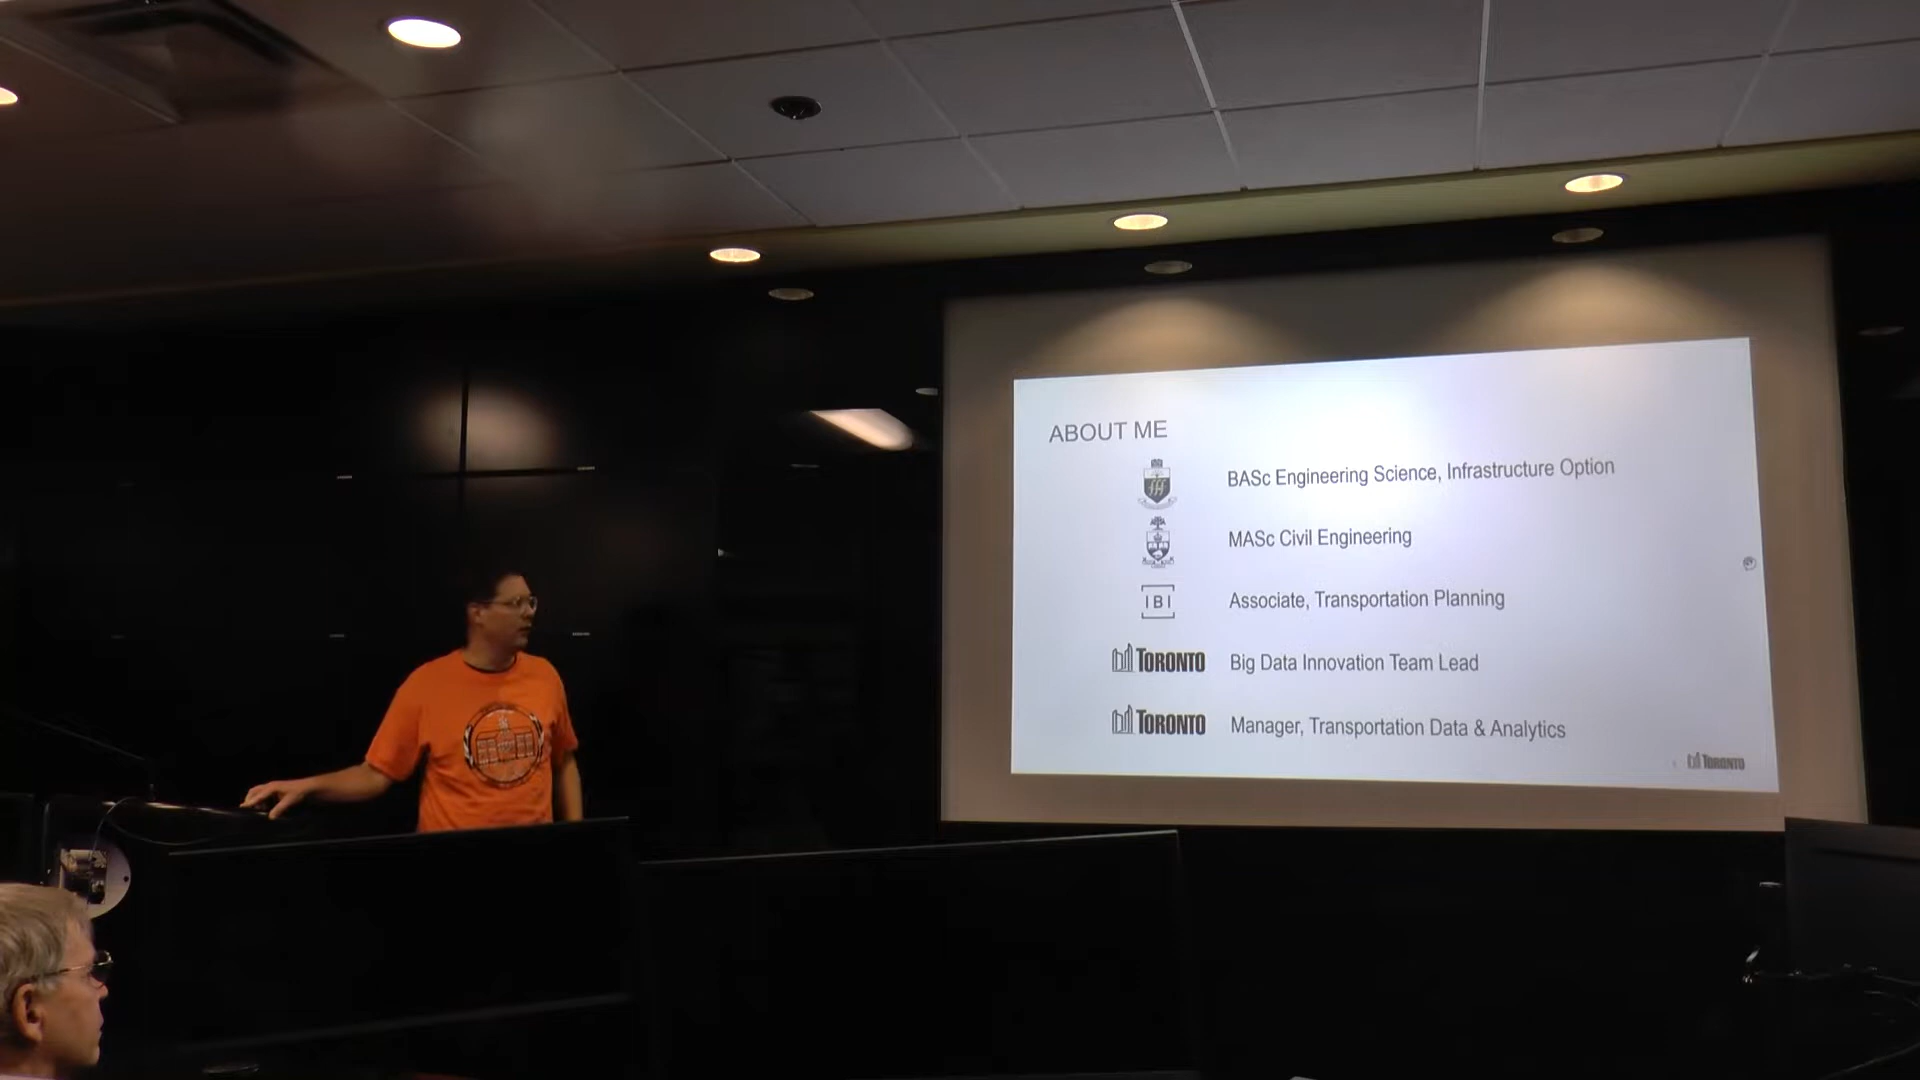 ABOUT ME
BASc Engineering Science, Infrastructure Option
MASc Civil Engineering
IBI
Associate, Transportation Planning
TORONTO
Big Data Innovation Team Lead
TORONTO
Manager, Transportation Data & Analytics
TORONTO